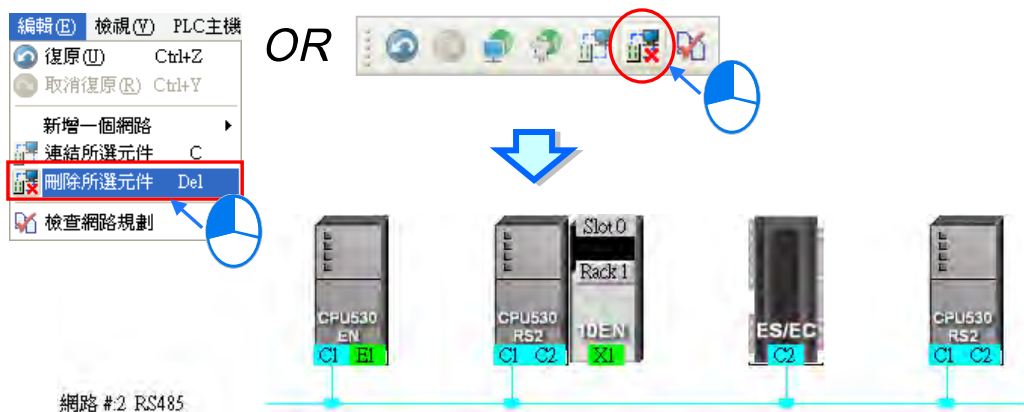 編輯(E) 檢視(V) PLC主機
復原(U) Ctrl+Z
取消復原(R) Ctrl+Y
新增一個網路
連結所選元件 C
刪除所選元件 Del
檢查網路規劃
OR
CPU530
EN
C1 E1
CPU530
RS2
C1 C2
Slot 0
Rack 1
10EN
X1
ES/EC
C2
CPU530
RS2
C1 C2
網路 #:2 RS485